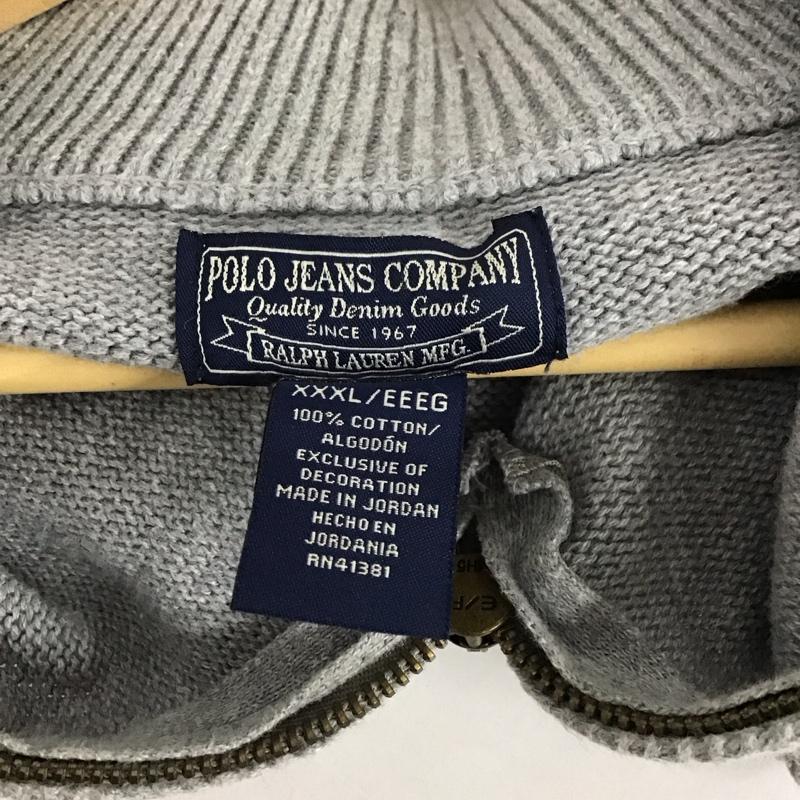 POLO JEANS COMPANY
Quality Denim Goods
SINCE 1967
RALPH LAUREN MFG.
XXXL/EEEG
100% COTTON/
ALGODÓN
EXCLUSIVE OF
DECORATION
MADE IN JORDAN
HECHO EN
JORDANIA
RN41381